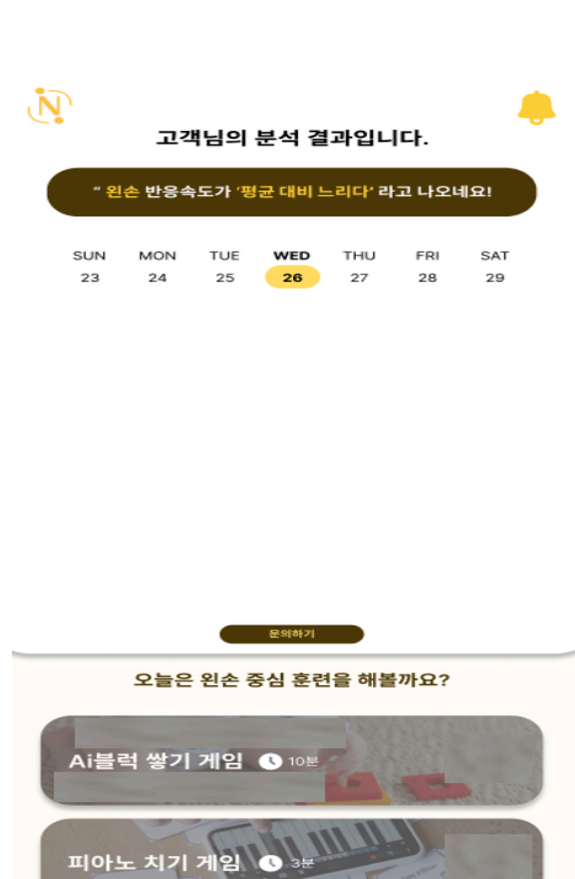 N
고객님의 분석 결과입니다.
“ 왼손 반응속도가 ‘평균 대비 느리다’ 라고 나오네요!
SUN MON TUE WED THU FRI SAT
23 24 25 26 27 28 29
문의하기
오늘은 왼손 중심 훈련을 해볼까요?
Ai블럭 쌓기 게임 10분
피아노 치기 게임 3분